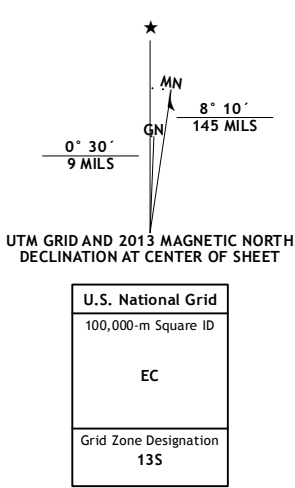 ★
MN
8° 10´
145 MILS
GN
0° 30´
9 MILS
UTM GRID AND 2013 MAGNETIC NORTH
DECLINATION AT CENTER OF SHEET
U.S. National Grid
100,000-m Square ID
EC
Grid Zone Designation
13S